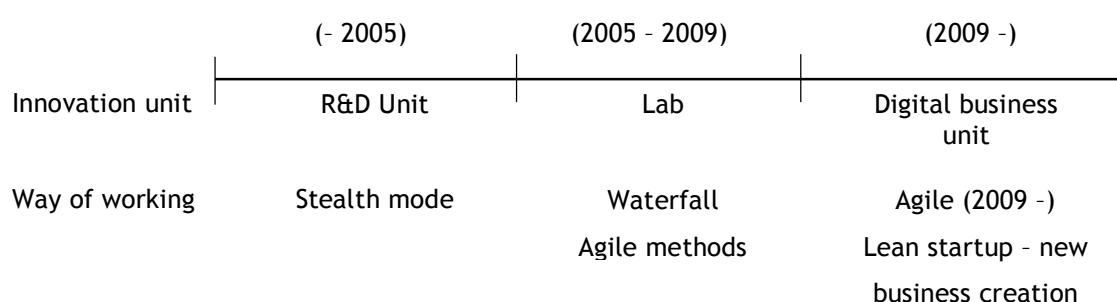 (- 2005) (2005 - 2009) (2009 -)
Innovation unit R&D Unit Lab Digital business
unit
Way of working Stealth mode Waterfall Agile (2009 -)
Agile methods Lean startup - new
business creation